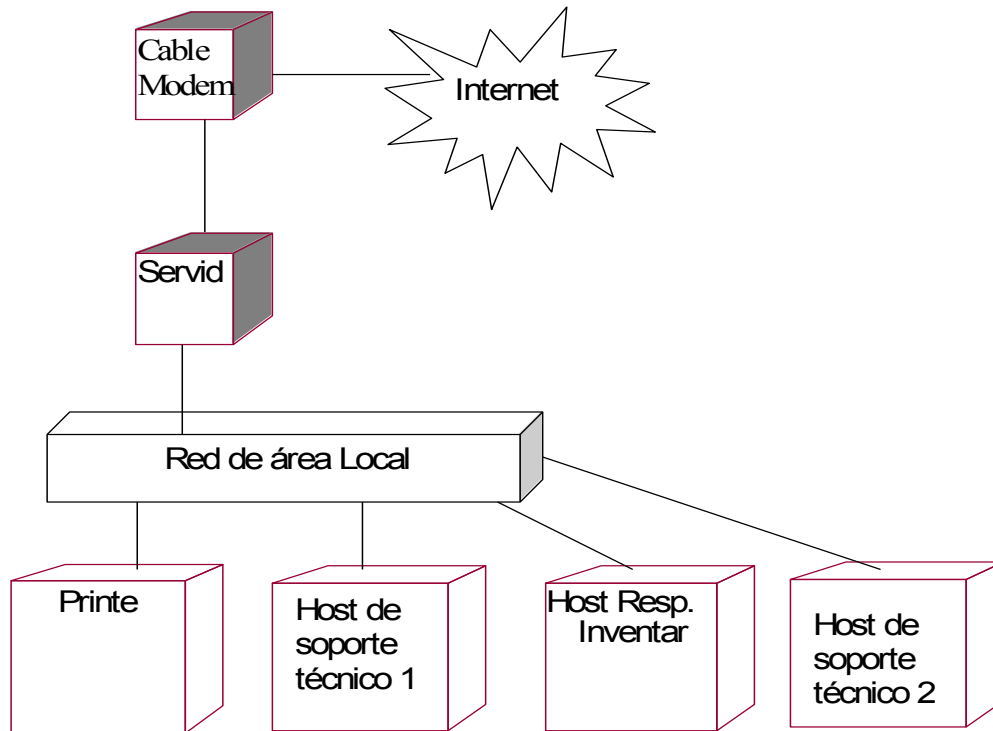 Cable
Modem
Internet
Servid
Red de área Local
Printe
Host de
soporte
técnico 1
Host Resp.
Inventar
Host de
soporte
técnico 2